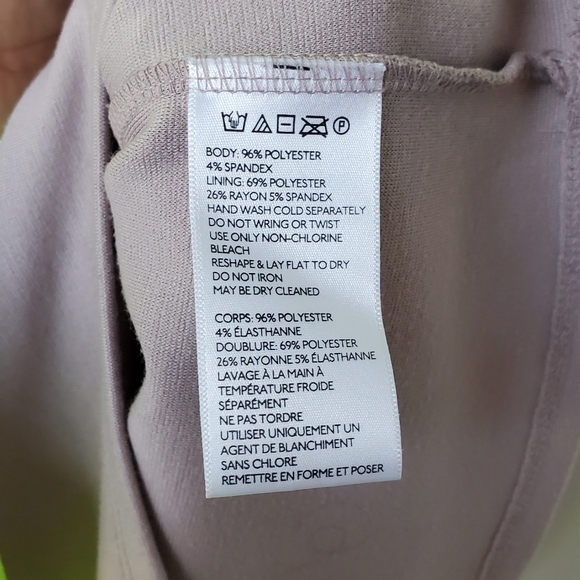 P
BODY: 96% POLYESTER
4% SPANDEX
LINING: 69% POLYESTER
26% RAYON 5% SPANDEX
HAND WASH COLD SEPARATELY
DO NOT WRING OR TWIST
USE ONLY NON-CHLORINE
BLEACH
RESHAPE & LAY FLAT TO DRY
DO NOT IRON
MAY BE DRY CLEANED
CORPS: 96% POLYESTER
4% ÉLASTHANNE
DOUBLURE: 69% POLYESTER
26% RAYONNE 5% ÉLASTHANNE
LAVAGE À LA MAIN À
TEMPÉRATURE FROIDE
SÉPARÉMENT
NE PAS TORDRE
UTILISER UNIQUEMENT UN
AGENT DE BLANCHIMENT
SANS CHLORE
REMETTRE EN FORME ET POSER